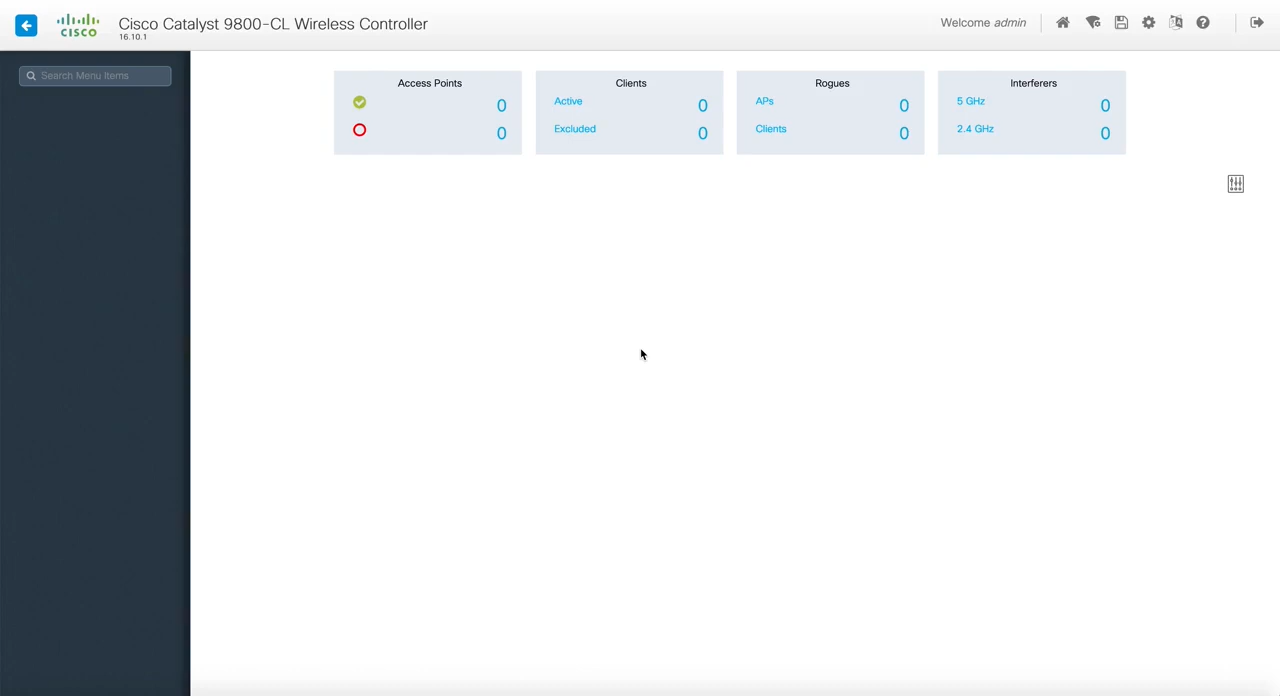 CISCO
Cisco Catalyst 9800-CL Wireless Controller
16.10.1
Welcome admin
Search Menu Items
Access Points
0
0
Clients
Active 0
Excluded 0
Rogues
APs 0
Clients 0
Interferers
5 GHz 0
2.4 GHz 0